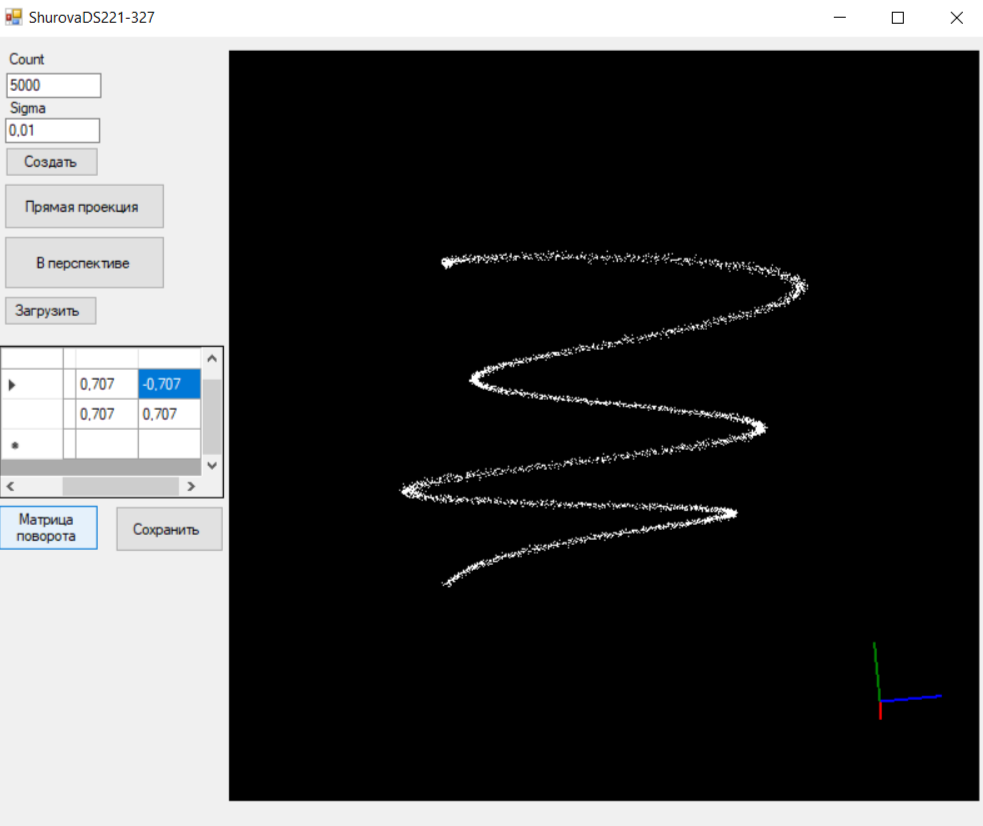 ShurovaDS221-327
Count
5000
Sigma
0,01
Создать
Прямая проекция
В перспективе
Загрузить
0,707 -0,707
0,707 0,707
Матрица
поворота
Сохранить